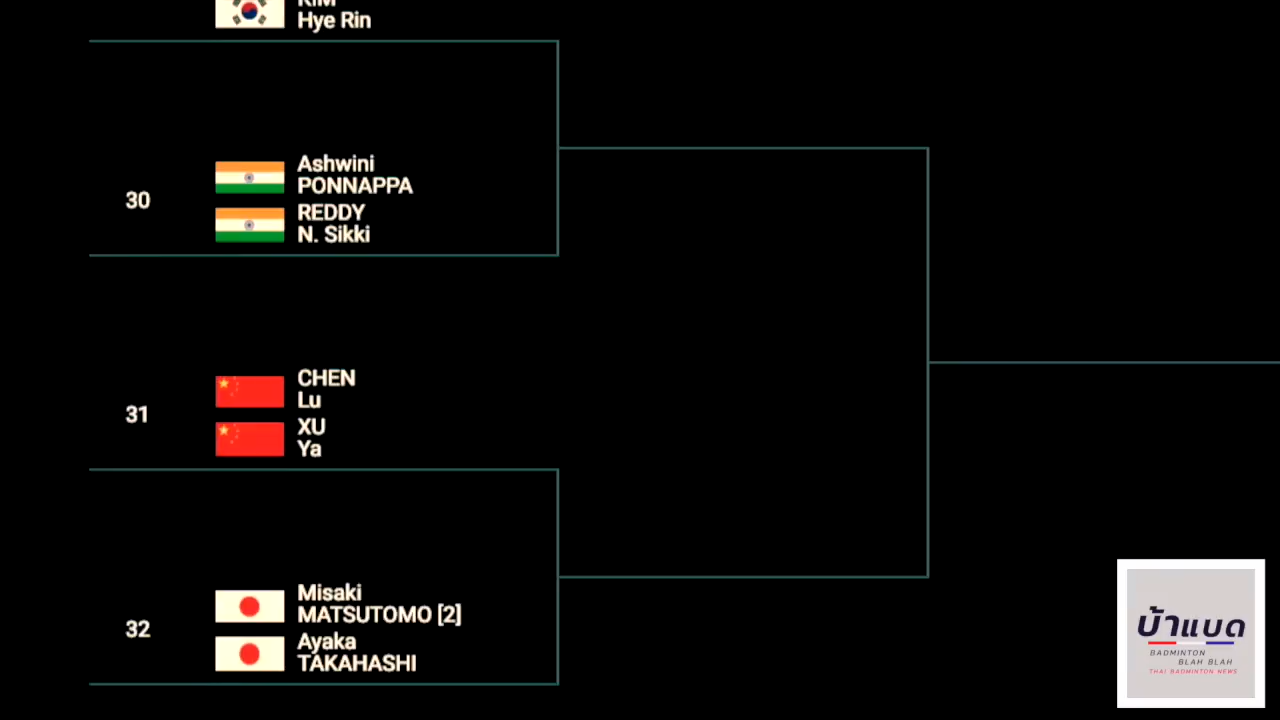 KIM
Hye Rin
30
Ashwini
PONNAPPA
REDDY
N. Sikki
31
CHEN
Lu
XU
Ya
32
Misaki
MATSUTOMO [2]
Ayaka
TAKAHASHI
บ้าแบด
BADMINTON
BLAH BLAH
THAI BADMINTON NEWS